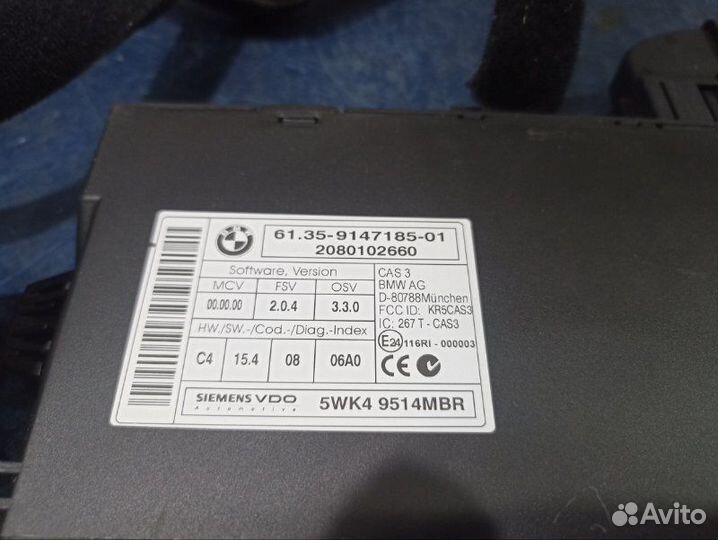 61.35-9147185-01
2080102660
Software, Version
MCV FSV OSV
00.00.00 2.0.4 3.3.0
HW./SW.-/Cod.-/Diag.-Index
C4 15.4 08 06A0
CAS 3
BMW AG
D-80788München
FCC ID: KR5CAS3
IC: 267 T - CAS3
E24 116RI - 000003
SIEMENS VDO
Automotive
5WK4 9514MBR
Avito